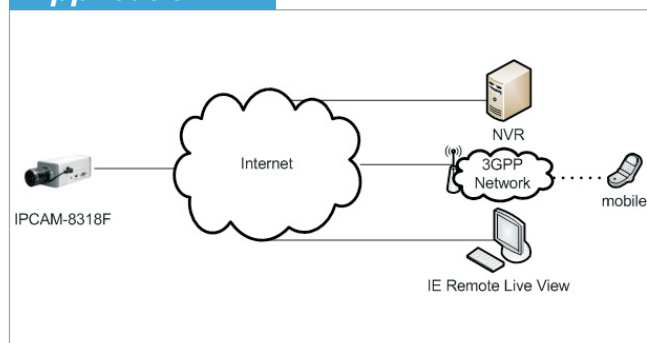 Internet
NVR
3GPP
Network
mobile
IPCAM-8318F
IE Remote Live View